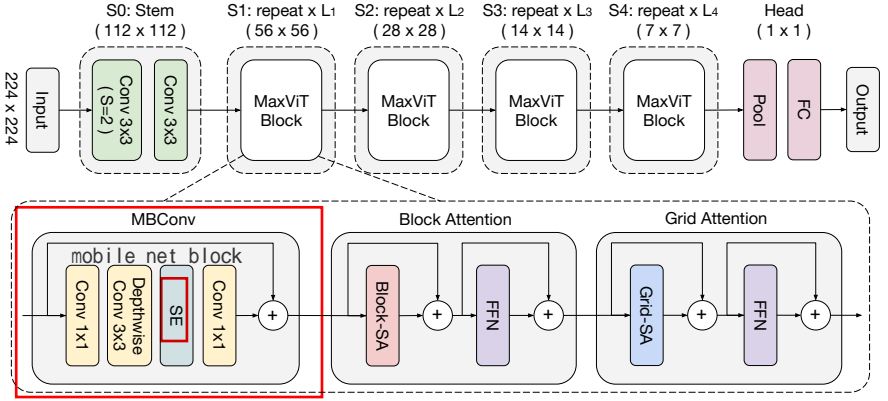 S0: Stem
( 112 x 112 )
S1: repeat x L1
( 56 x 56 )
S2: repeat x L2
( 28 x 28 )
S3: repeat x L3
( 14 x 14 )
S4: repeat x L4
( 7 x 7 )
Head
( 1 x 1 )
224 x 224
Input
Conv 3x3
( S=2 )
Conv 3x3
MaxViT
Block
MaxViT
Block
MaxViT
Block
MaxViT
Block
Pool
FC
Output
MBConv
mobile net block
Conv 1x1
Depthwise
Conv 3x3
SE
Conv 1x1
+
Block Attention
Block-SA
+
FFN
+
Grid Attention
Grid-SA
+
FFN
+